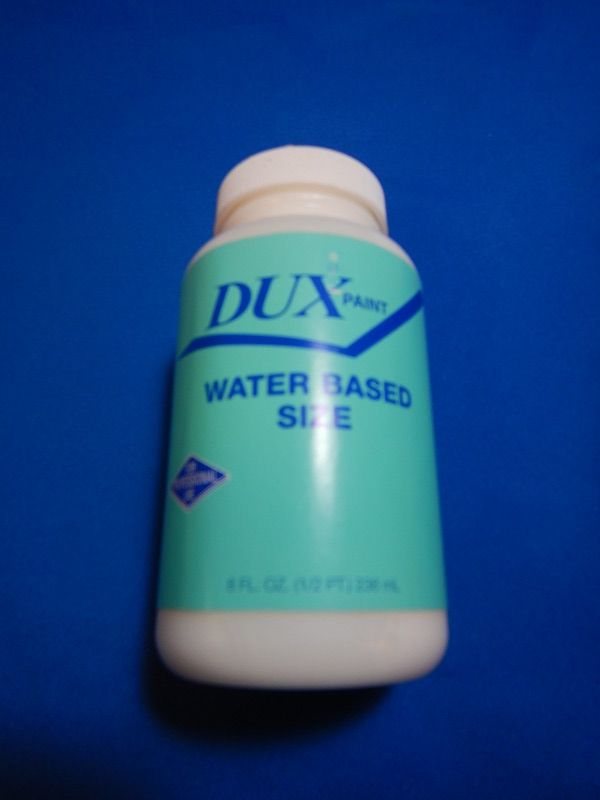 DUX PAINT
WATER BASED
SIZE
8 FL. OZ. (1/2 PT.) 236 mL